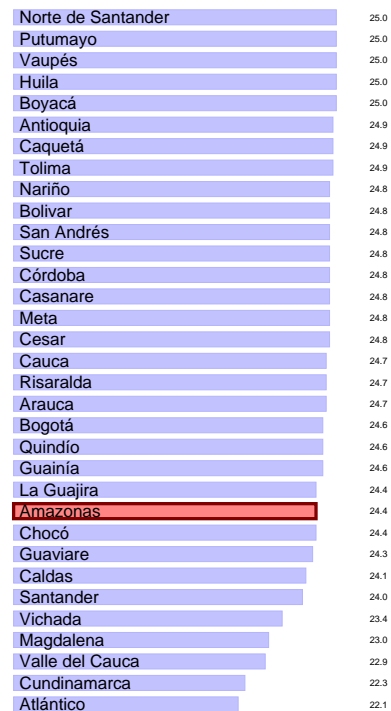 Norte de Santander 25.0
Putumayo 25.0
Vaupés 25.0
Huila 25.0
Boyacá 25.0
Antioquia 24.9
Caquetá 24.9
Tolima 24.9
Nariño 24.8
Bolivar 24.8
San Andrés 24.8
Sucre 24.8
Córdoba 24.8
Casanare 24.8
Meta 24.8
Cesar 24.8
Cauca 24.7
Risaralda 24.7
Arauca 24.7
Bogotá 24.6
Quindío 24.6
Guainía 24.6
La Guajira 24.4
Amazonas 24.4
Chocó 24.4
Guaviare 24.3
Caldas 24.1
Santander 24.0
Vichada 23.4
Magdalena 23.0
Valle del Cauca 22.9
Cundinamarca 22.3
Atlántico 22.1